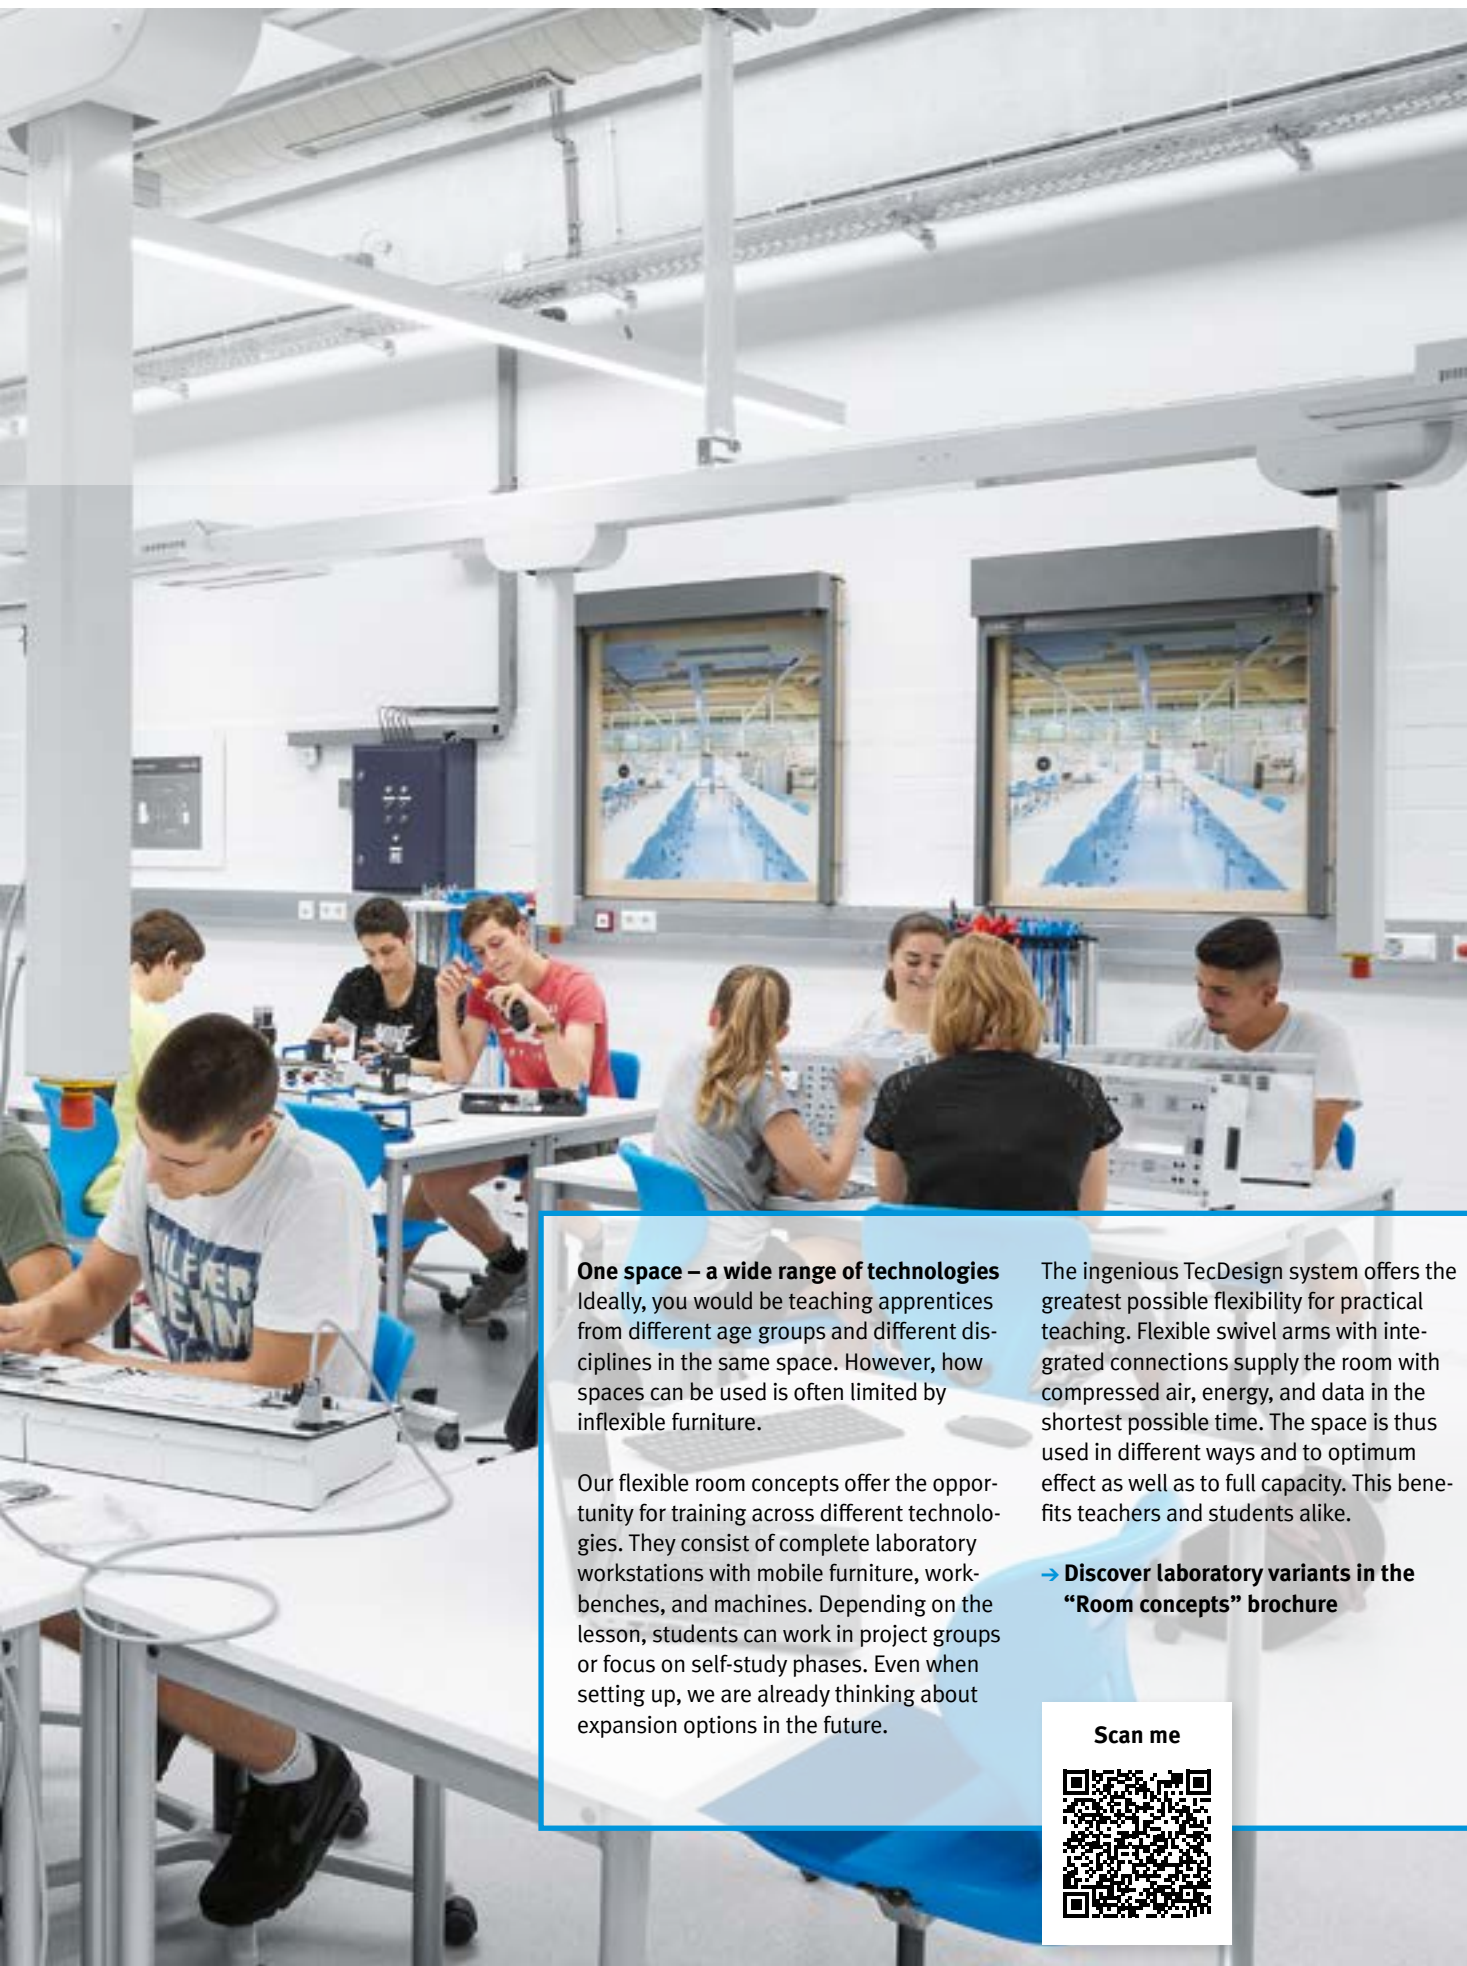 One space – a wide range of technologies
Ideally, you would be teaching apprentices
from different age groups and different dis-
ciplines in the same space. However, how
spaces can be used is often limited by
inflexible furniture.
Our flexible room concepts offer the oppor-
tunity for training across different technolo-
gies. They consist of complete laboratory
workstations with mobile furniture, work-
benches, and machines. Depending on the
lesson, students can work in project groups
or focus on self-study phases. Even when
setting up, we are already thinking about
expansion options in the future.
The ingenious TecDesign system offers the
greatest possible flexibility for practical
teaching. Flexible swivel arms with inte-
grated connections supply the room with
compressed air, energy, and data in the
shortest possible time. The space is thus
used in different ways and to optimum
effect as well as to full capacity. This bene-
fits teachers and students alike.
→ Discover laboratory variants in the
“Room concepts” brochure
Scan me